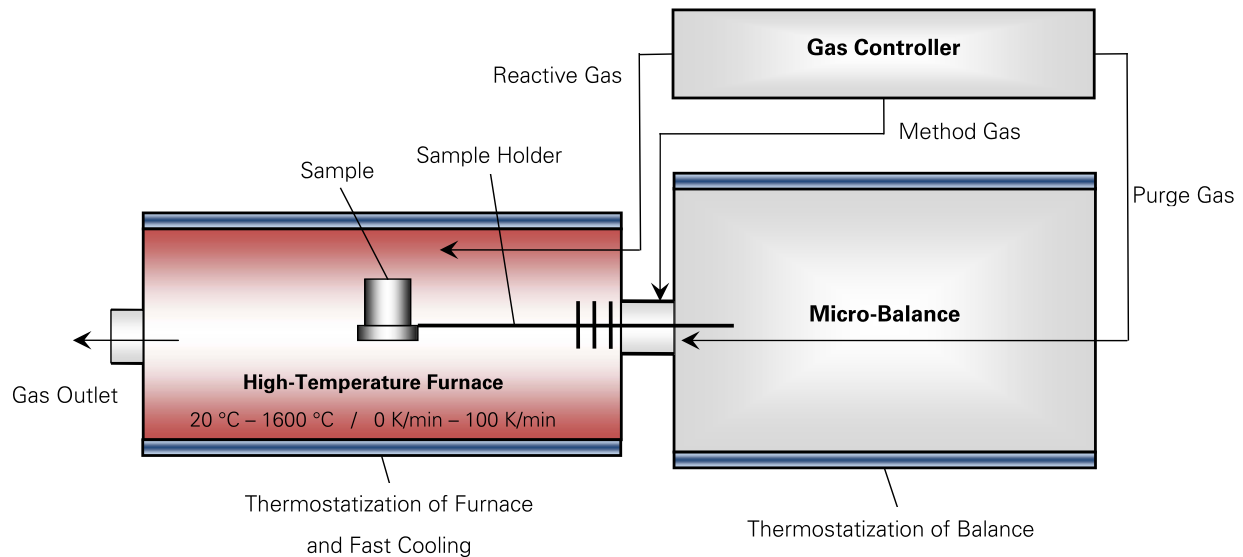 Gas Controller
Reactive Gas
Method Gas
Sample Holder
Sample
Purge Gas
Micro-Balance
High-Temperature Furnace
Gas Outlet
20 °C – 1600 °C / 0 K/min – 100 K/min
Thermostatization of Furnace
and Fast Cooling
Thermostatization of Balance